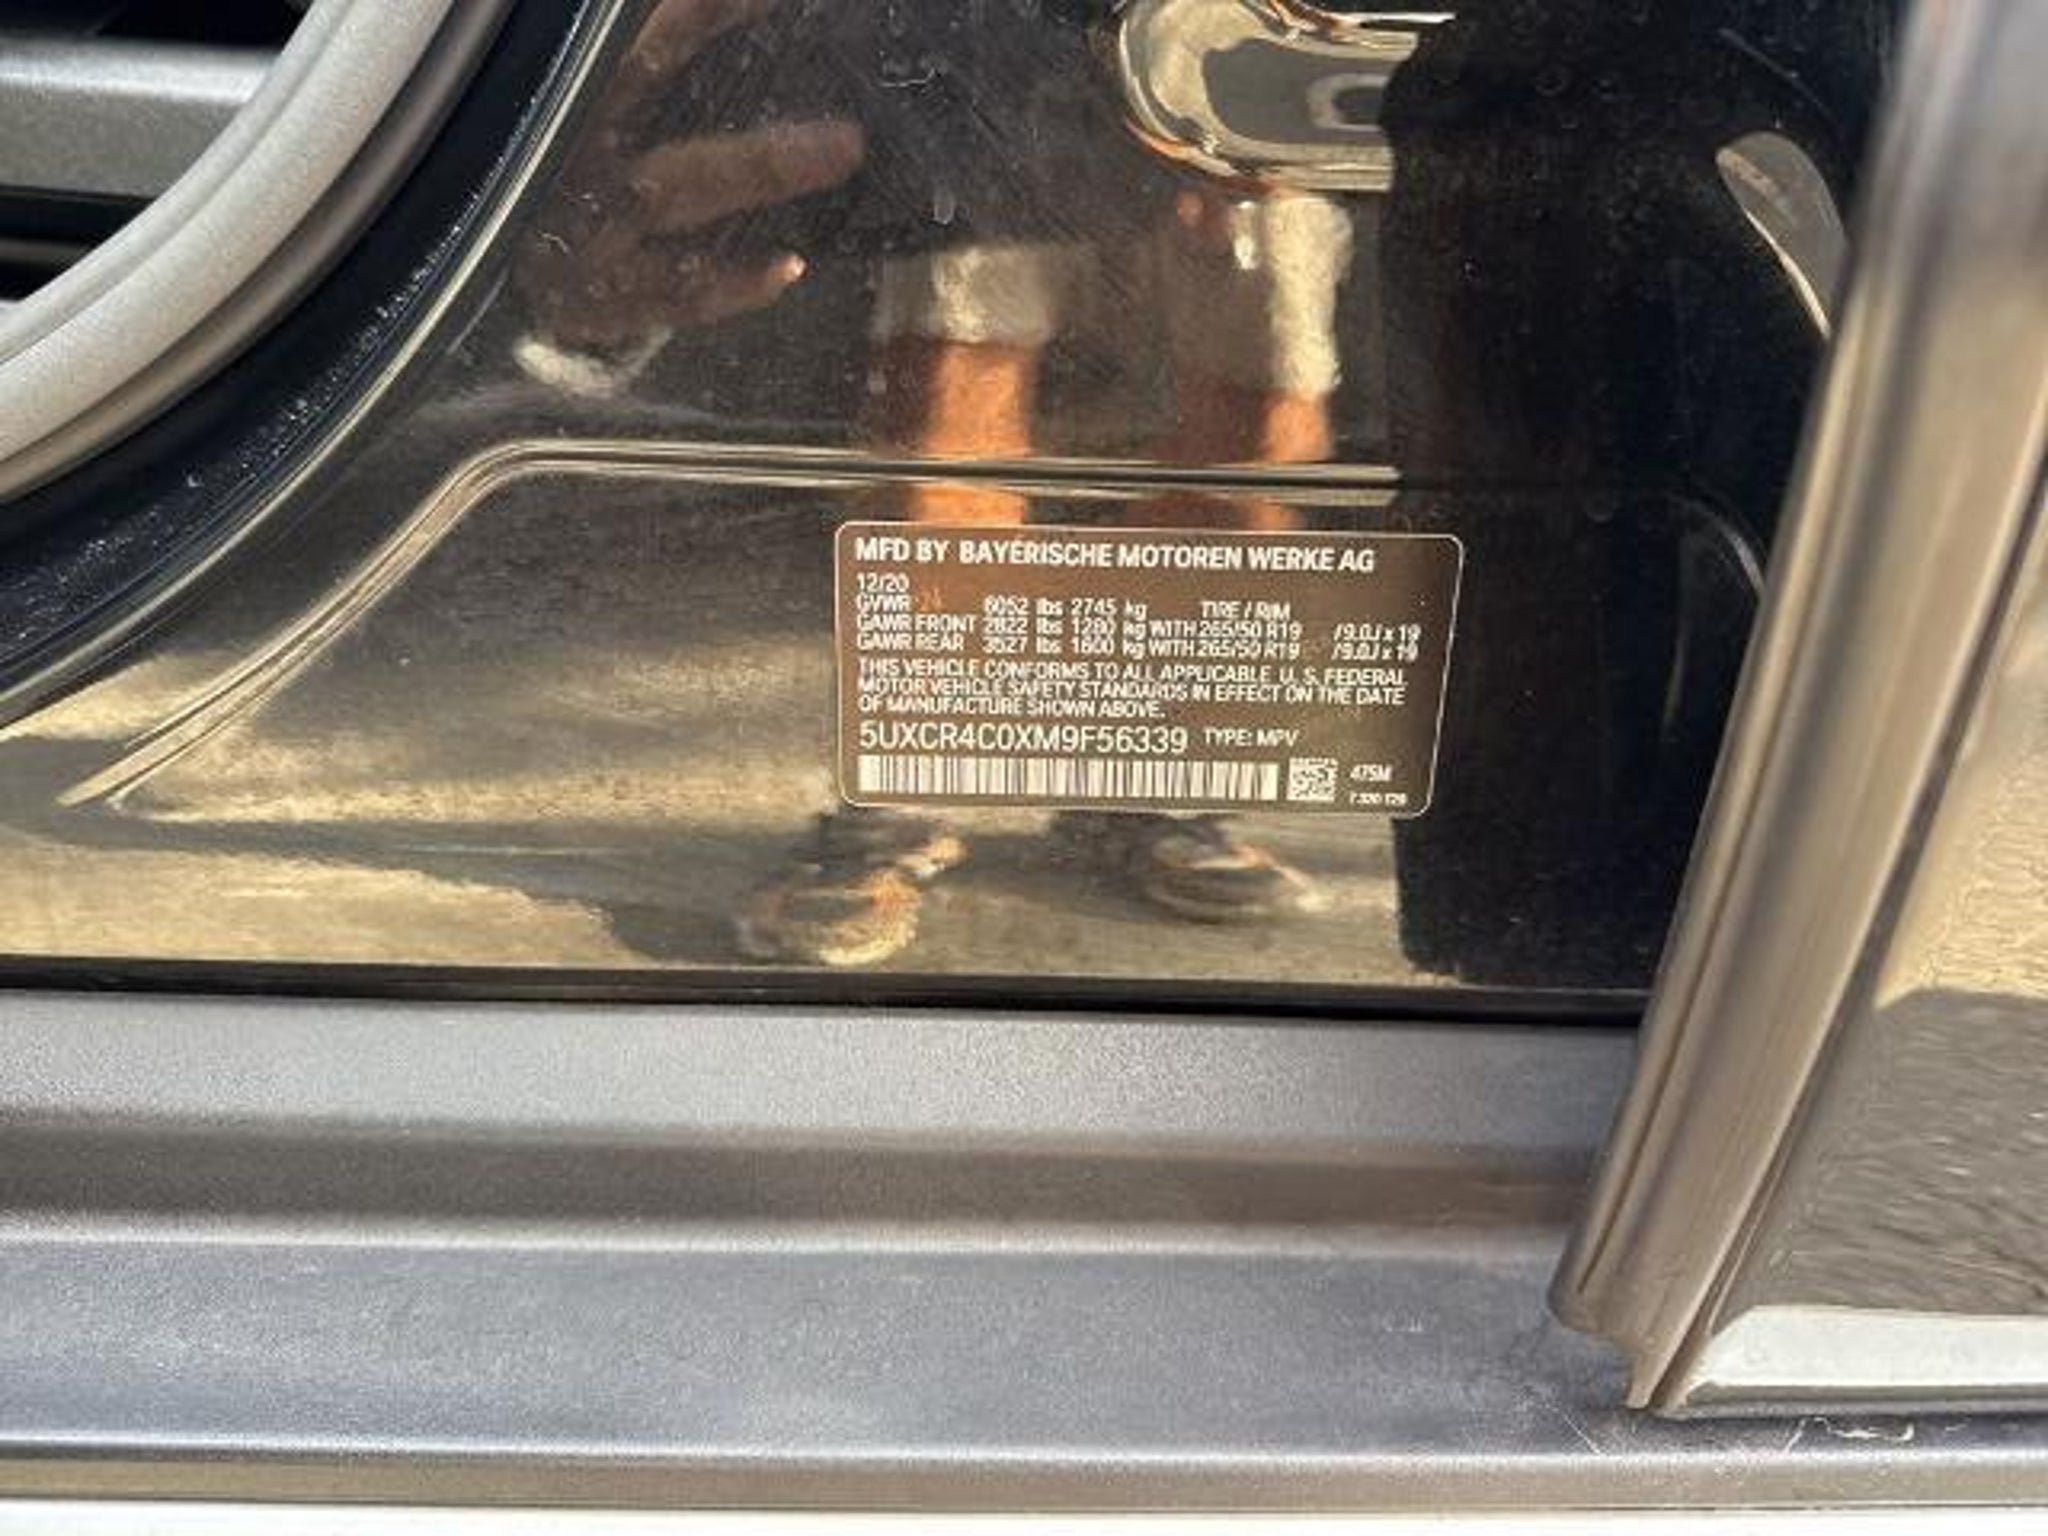 MFD BY BAYERISCHE MOTOREN WERKE AG
12/20
GVWR 6052 lbs 2745 kg TIRE / RIM
GAWR FRONT 2822 lbs 1280 kg WITH 265/50 R19 / 9.0J x 19
GAWR REAR 3527 lbs 1600 kg WITH 265/50 R19 / 9.0J x 19
THIS VEHICLE CONFORMS TO ALL APPLICABLE U.S. FEDERAL
MOTOR VEHICLE SAFETY STANDARDS IN EFFECT ON THE DATE
OF MANUFACTURE SHOWN ABOVE.
5UXCR4C0XM9F56339 TYPE: MPV
475M